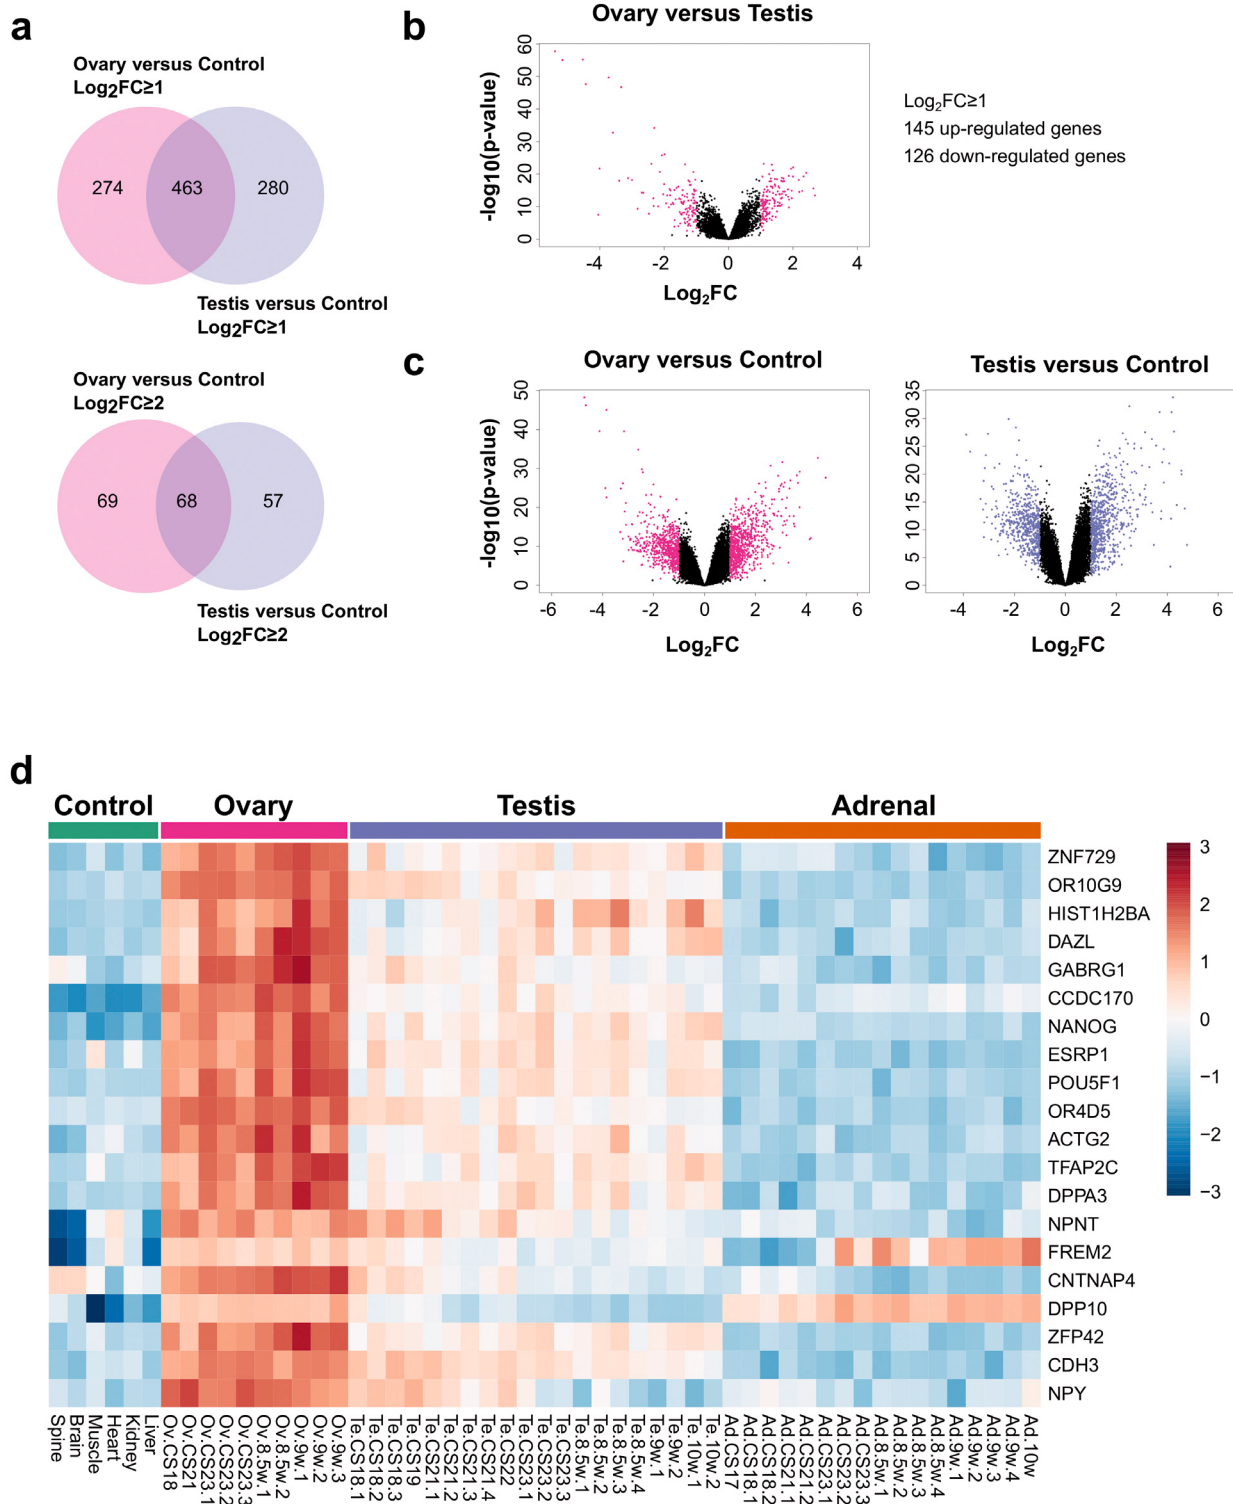 a
Ovary versus Control
Log2FC≥1
274
463
280
Testis versus Control
Log2FC≥1
Ovary versus Control
Log2FC≥2
69
68
57
Testis versus Control
Log2FC≥2
b
Ovary versus Testis
-log10(p-value)
60
50
40
30
20
10
0
-4 -2 0 2 4
Log2FC
Log2FC≥1
145 up-regulated genes
126 down-regulated genes
c
Ovary versus Control
-log10(p-value)
50
40
30
20
10
0
-6 -4 -2 0 2 4 6
Log2FC
Testis versus Control
35
30
25
20
15
10
5
0
-4 -2 0 2 4 6
Log2FC
d
Control Ovary Testis Adrenal
ZNF729
OR10G9
HIST1H2BA
DAZL
GABRG1
CCDC170
NANOG
ESRP1
POU5F1
OR4D5
ACTG2
TFAP2C
DPPA3
NPNT
FREM2
CNTNAP4
DPP10
ZFP42
CDH3
NPY
3
2
1
0
−1
−2
−3
Spine
Brain
Muscle
Heart
Kidney
Liver
Ov.CS18
Ov.CS21
Ov.CS23.1
Ov.CS23.2
Ov.CS23.3
Ov.8.5w.1
Ov.8.5w.2
Ov.9w.1
Ov.9w.2
Ov.9w.3
Te.CS18.1
Te.CS18.2
Te.CS18.3
Te.CS19
Te.CS21.1
Te.CS21.2
Te.CS21.3
Te.CS21.4
Te.CS22
Te.CS23.1
Te.CS23.2
Te.CS23.3
Te.8.5w.1
Te.8.5w.2
Te.8.5w.3
Te.8.5w.4
Te.9w.1
Te.9w.2
Te.10w.1
Te.10w.2
Ad.CS17
Ad.CS18.1
Ad.CS18.2
Ad.CS21.1
Ad.CS21.2
Ad.CS23.1
Ad.CS23.2
Ad.CS23.3
Ad.8.5w.1
Ad.8.5w.2
Ad.8.5w.3
Ad.8.5w.4
Ad.9w.1
Ad.9w.2
Ad.9w.3
Ad.9w.4
Ad.10w